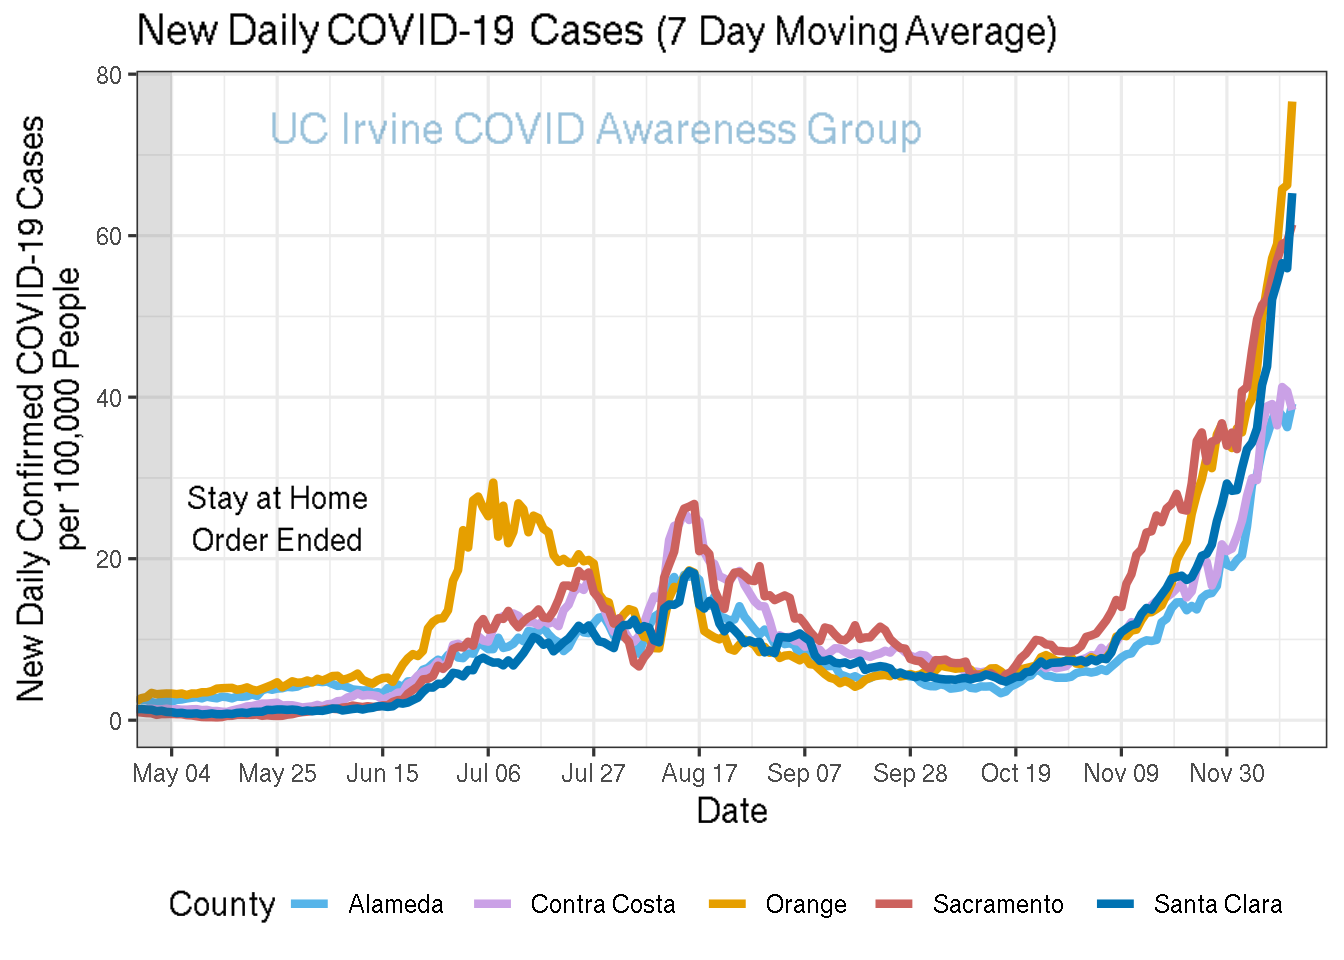 New Daily COVID-19 Cases (7 Day Moving Average)
UC Irvine COVID Awareness Group
New Daily Confirmed COVID-19 Cases
per 100,000 People
80
60
40
20
0
Stay at Home
Order Ended
May 04 May 25 Jun 15 Jul 06 Jul 27 Aug 17 Sep 07 Sep 28 Oct 19 Nov 09 Nov 30
Date
County Alameda Contra Costa Orange Sacramento Santa Clara